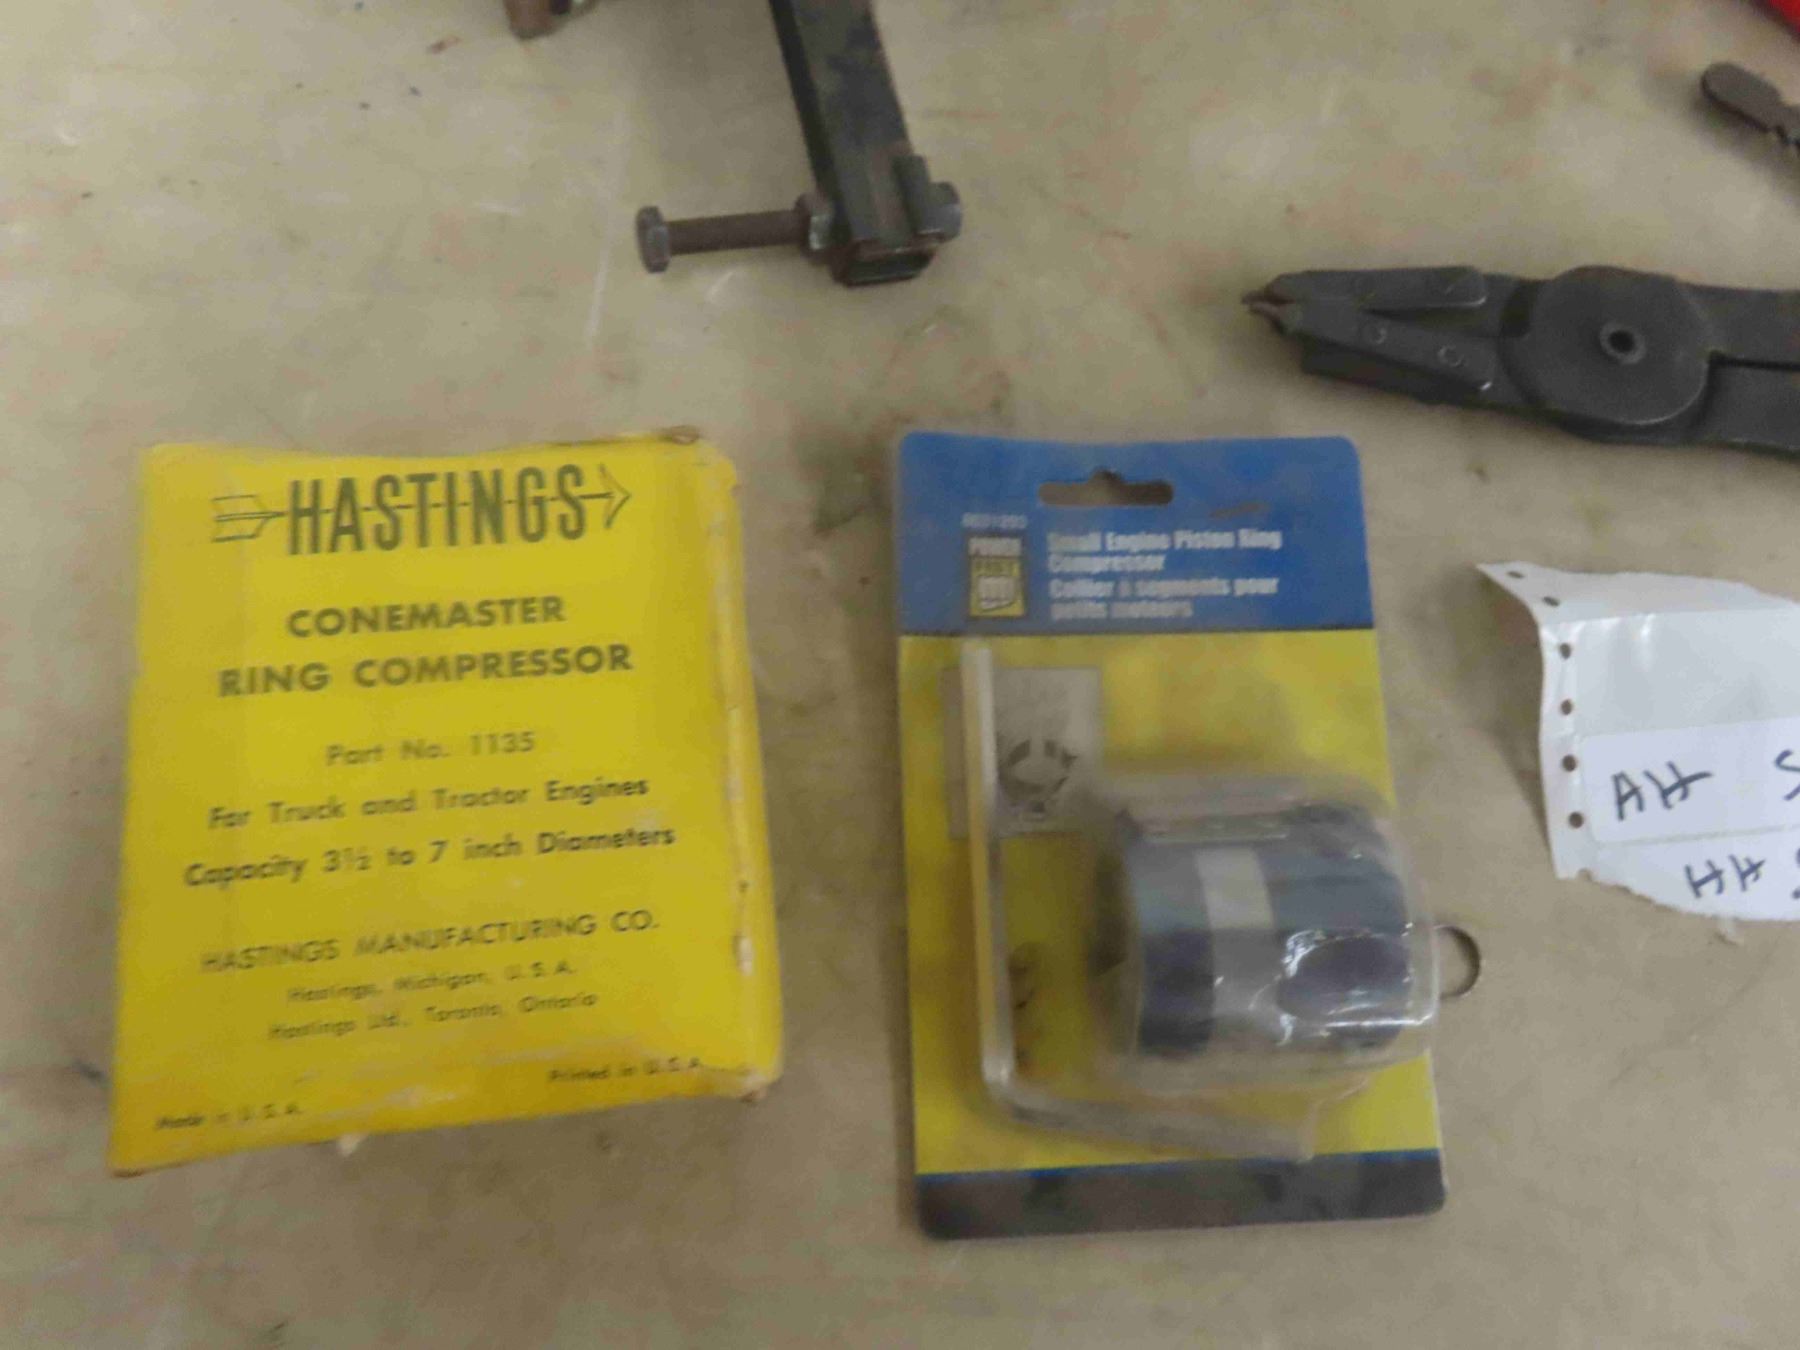 HASTINGS
CONEMASTER
RING COMPRESSOR
Part No. 1135
For Truck and Tractor Engines
Capacity 3½ to 7 inch Diameters
HASTINGS MANUFACTURING CO.
Hastings, Michigan, U. S. A.
Hastings Ltd., Toronto, Ontario
Printed in U. S. A.
Made in U. S. A.
Small Engine Piston Ring
Compressor
Collier à segments pour
petits moteurs